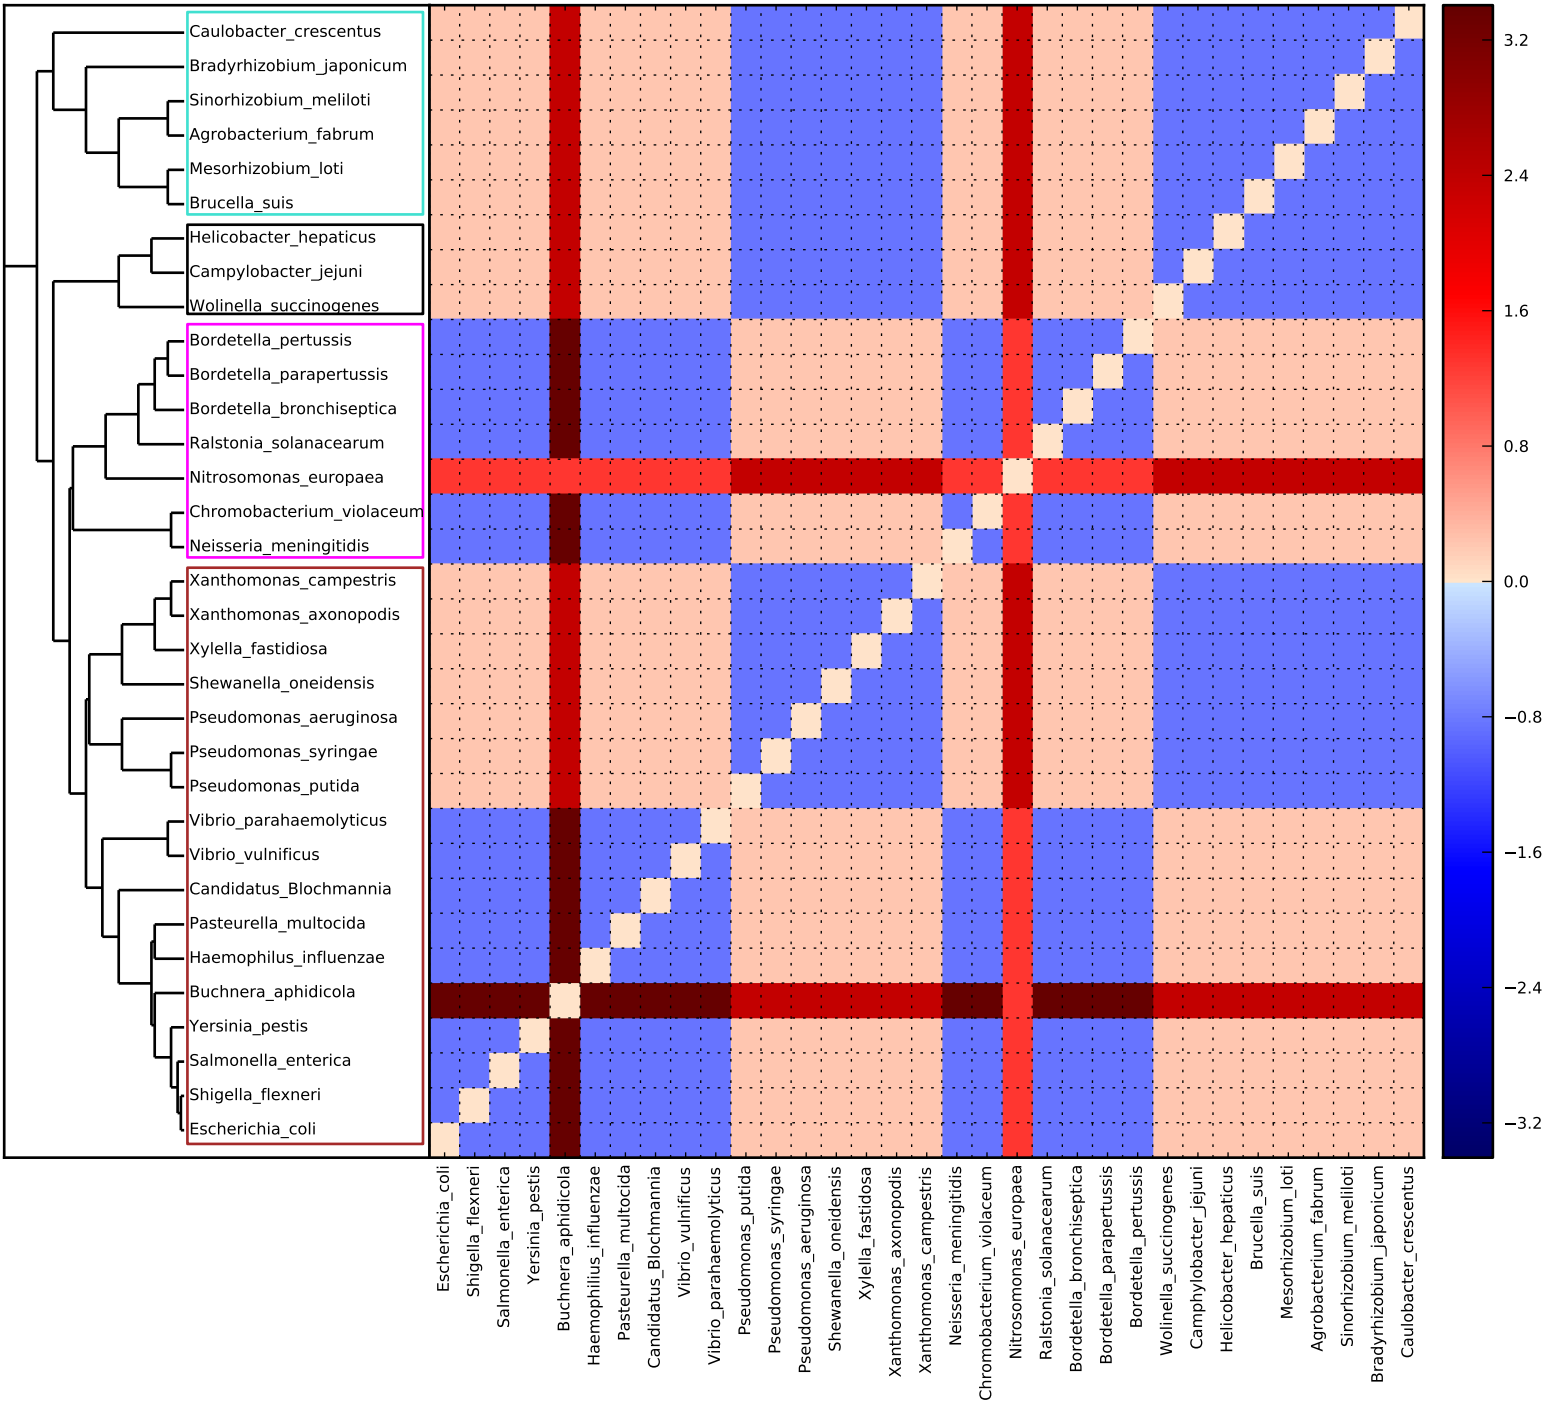 Caulobacter_crescentus
Bradyrhizobium_japonicum
Sinorhizobium_meliloti
Agrobacterium_fabrum
Mesorhizobium_loti
Brucella_suis
Helicobacter_hepaticus
Campylobacter_jejuni
Wolinella_succinogenes
Bordetella_pertussis
Bordetella_parapertussis
Bordetella_bronchiseptica
Ralstonia_solanacearum
Nitrosomonas_europaea
Chromobacterium_violaceum
Neisseria_meningitidis
Xanthomonas_campestris
Xanthomonas_axonopodis
Xylella_fastidiosa
Shewanella_oneidensis
Pseudomonas_aeruginosa
Pseudomonas_syringae
Pseudomonas_putida
Vibrio_parahaemolyticus
Vibrio_vulnificus
Candidatus_Blochmannia
Pasteurella_multocida
Haemophilus_influenzae
Buchnera_aphidicola
Yersinia_pestis
Salmonella_enterica
Shigella_flexneri
Escherichia_coli
Escherichia_coli
Shigella_flexneri
Salmonella_enterica
Yersinia_pestis
Buchnera_aphidicola
Haemophilius_influenzae
Pasteurella_multocida
Candidatus_Blochmannia
Vibrio_vulnificus
Vibrio_parahaemolyticus
Pseudomonas_putida
Pseudomonas_syringae
Pseudomonas_aeruginosa
Shewanella_oneidensis
Xylella_fastidosa
Xanthomonas_axonopodis
Xanthomonas_campestris
Neisseria_meningitidis
Chromobacterium_violaceum
Nitrosomonas_europaea
Ralstonia_solanacearum
Bordetella_bronchiseptica
Bordetella_parapertussis
Bordetella_pertussis
Wolinella_succinogenes
Camphylobacter_jejuni
Helicobacter_hepaticus
Brucella_suis
Mesorhizobium_loti
Agrobacterium_fabrum
Sinorhizobium_meliloti
Bradyrhizobium_japonicum
Caulobacter_crescentus
3.2
2.4
1.6
0.8
0.0
−0.8
−1.6
−2.4
−3.2